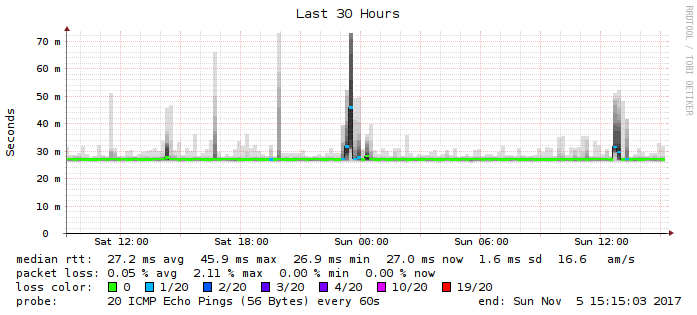 Last 30 Hours
RRDTOOL / TOBI OETIKER
Seconds
70 m
60 m
50 m
40 m
30 m
20 m
10 m
0
Sat 12:00 Sat 18:00 Sun 00:00 Sun 06:00 Sun 12:00
median rtt: 27.2 ms avg 45.9 ms max 26.9 ms min 27.0 ms now 1.6 ms sd 16.6 am/s
packet loss: 0.05 % avg 2.11 % max 0.00 % min 0.00 % now
loss color: 0 1/20 2/20 3/20 4/20 10/20 19/20
probe: 20 ICMP Echo Pings (56 Bytes) every 60s end: Sun Nov 5 15:15:03 2017